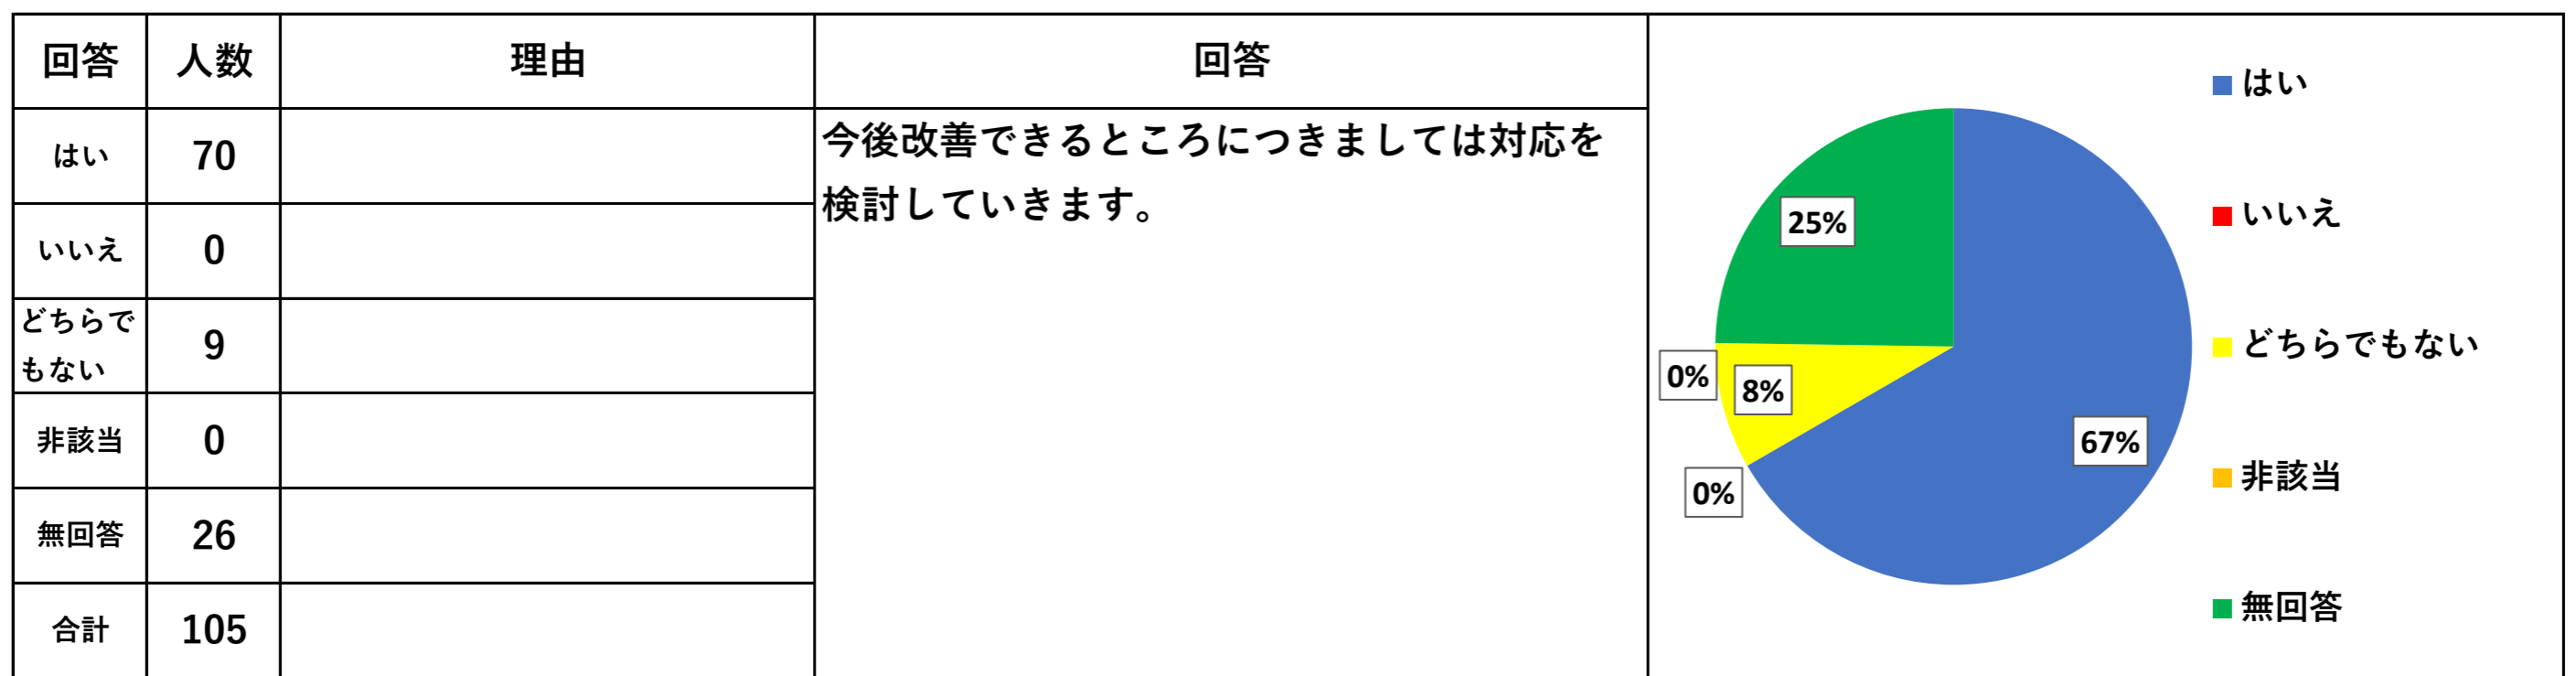 回答 人数 理由 回答
はい 70
今後改善できるところにつきましては対応を
検討していきます。
いいえ 0
どちらで
もない
9
非該当 0
無回答 26
合計 105
25%
0%
8%
67%
0%
はい
いいえ
どちらでもない
非該当
無回答